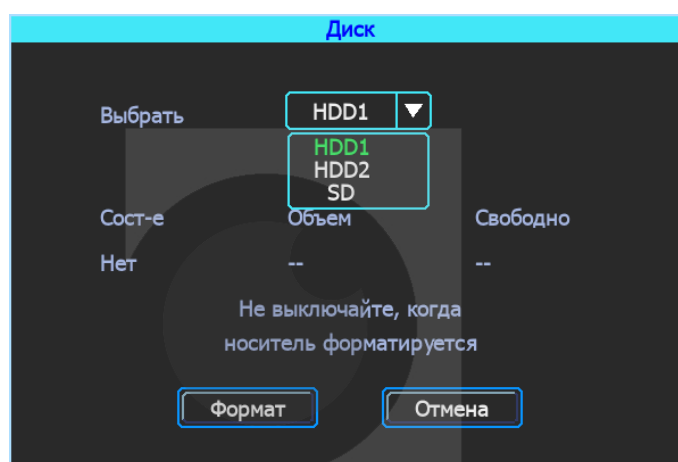 Диск
Выбрать HDD1
HDD1
HDD2
SD
Сост-е Объем Свободно
Нет -- --
Не выключайте, когда
носитель форматируется
Формат Отмена